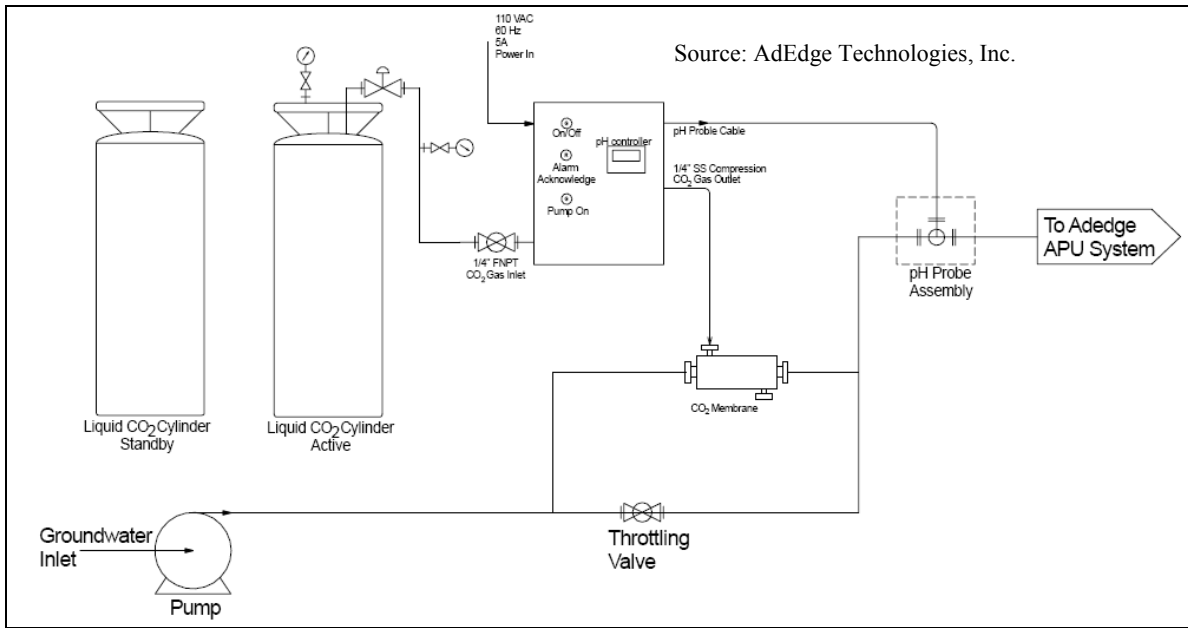 110 VAC
60 Hz
5A
Power In
Source: AdEdge Technologies, Inc.
On/Off
pH controller
Alarm
Acknowledge
Pump On
pH Proble Cable
1/4" SS Compression
CO2 Gas Outlet
1/4" FNPT
CO2 Gas Inlet
To Adedge
APU System
pH Probe
Assembly
CO2 Membrane
Liquid CO2 Cylinder
Standby
Liquid CO2 Cylinder
Active
Groundwater
Inlet
Pump
Throttling
Valve